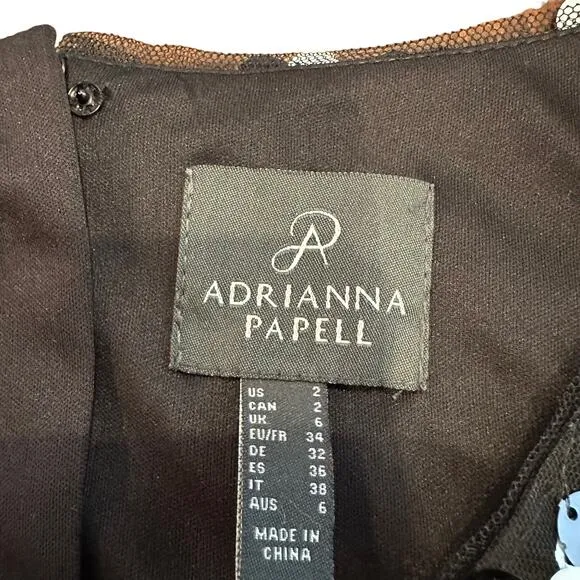 ADRIANNA
PAPELL
US 2
CAN 2
UK 6
EU/FR 34
DE 32
ES 36
IT 38
AUS 6
MADE IN
CHINA